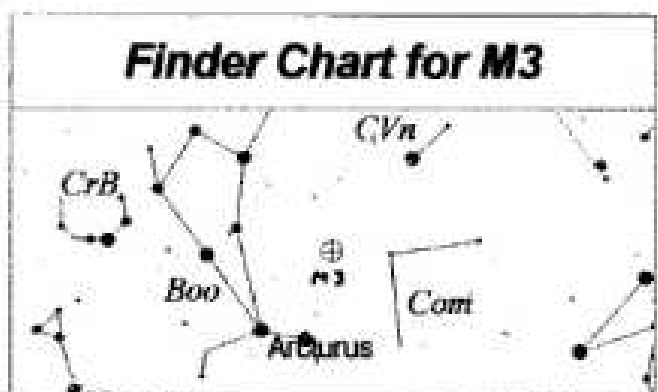 Finder Chart for M3
CVn
CrB
M3
Boo
Com
Arcturus